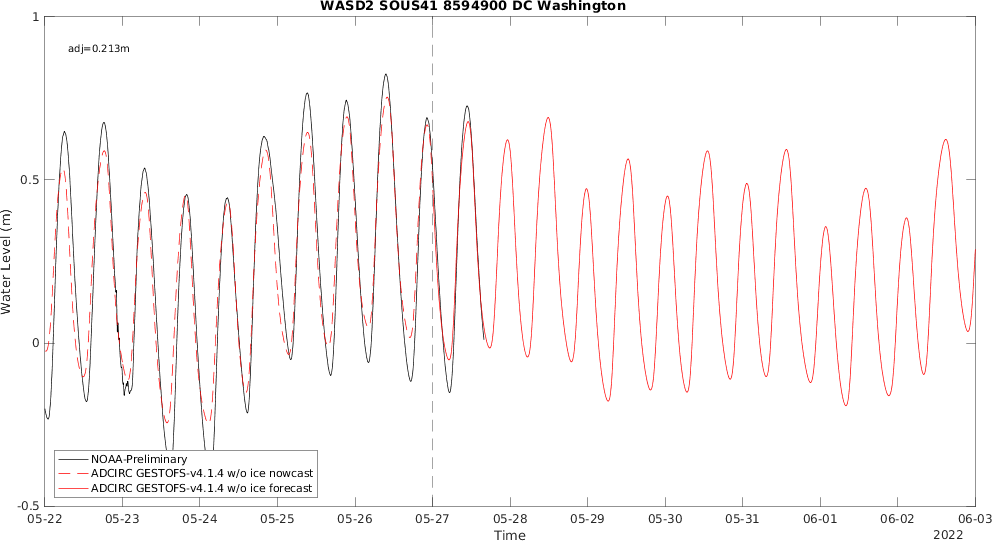 WASD2 SOUS41 8594900 DC Washington
adj=0.213m
Water Level (m)
1
0.5
0
-0.5
NOAA-Preliminary
ADCIRC GESTOFS-v4.1.4 w/o ice nowcast
ADCIRC GESTOFS-v4.1.4 w/o ice forecast
05-22 05-23 05-24 05-25 05-26 05-27 05-28 05-29 05-30 05-31 06-01 06-02 06-03
Time
2022